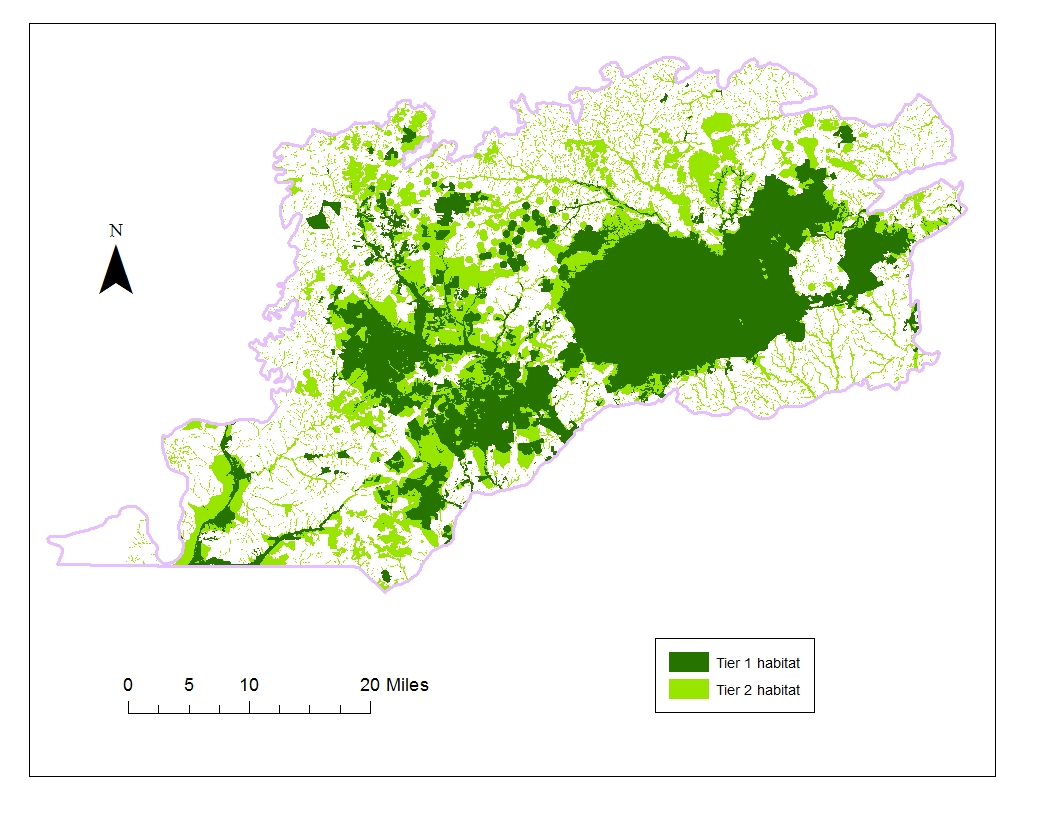 N
0 5 10 20 Miles
Tier 1 habitat
Tier 2 habitat